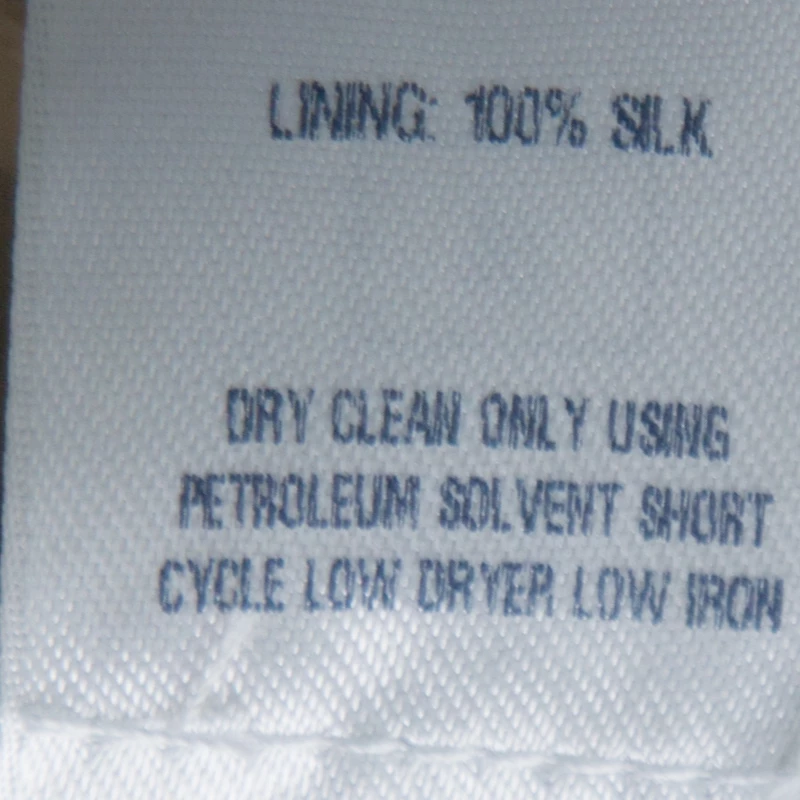 LINING: 100% SILK
DRY CLEAN ONLY USING
PETROLEUM SOLVENT SHORT
CYCLE LOW DRYER LOW IRON